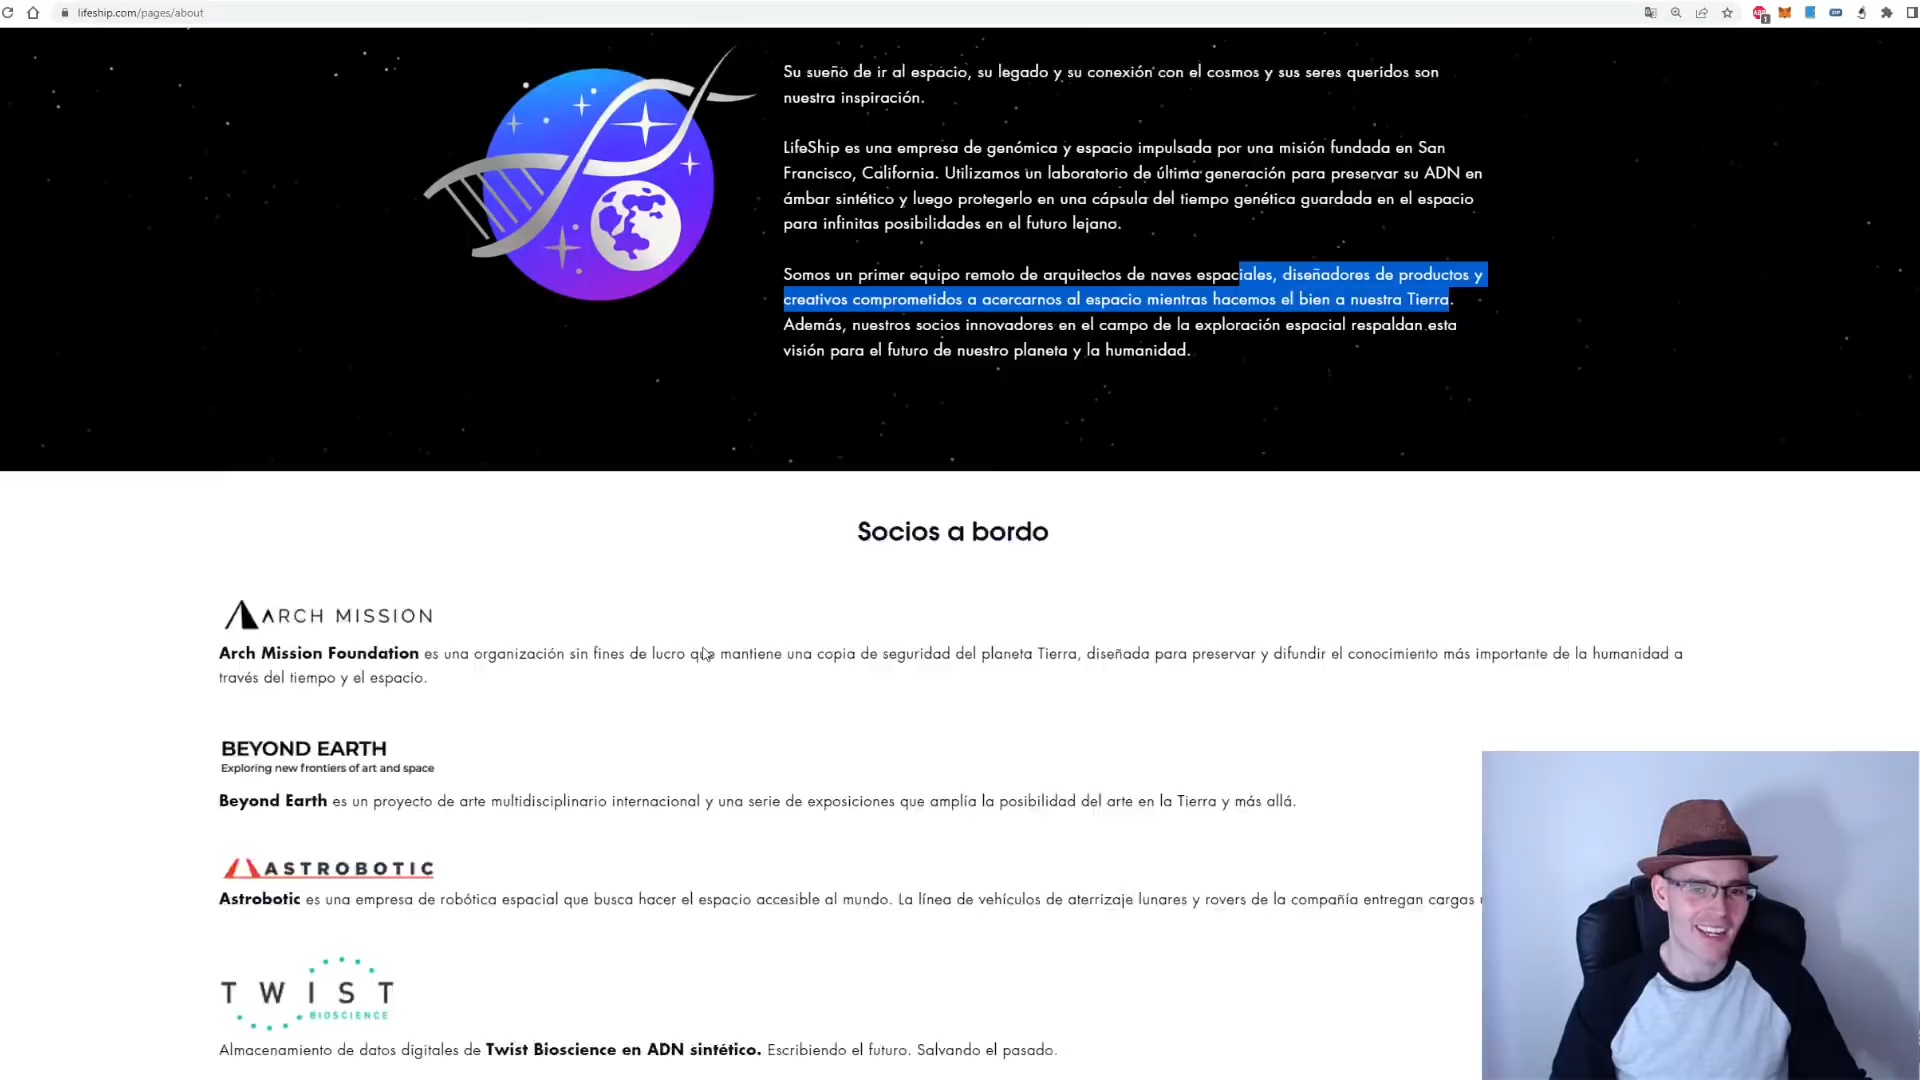 lifeship.com/pages/about
Su sueño de ir al espacio, su legado y su conexión con el cosmos y sus seres queridos son
nuestra inspiración.
LifeShip es una empresa de genómica y espacio impulsada por una misión fundada en San
Francisco, California. Utilizamos un laboratorio de última generación para preservar su ADN en
ámbar sintético y luego protegerlo en una cápsula del tiempo genética guardada en el espacio
para infinitas posibilidades en el futuro lejano.
Somos un primer equipo remoto de arquitectos de naves espaciales, diseñadores de productos y
creativos comprometidos a acercarnos al espacio mientras hacemos el bien a nuestra Tierra.
Además, nuestros socios innovadores en el campo de la exploración espacial respaldan esta
visión para el futuro de nuestro planeta y la humanidad.
Socios a bordo
ARCH MISSION
Arch Mission Foundation es una organización sin fines de lucro que mantiene una copia de seguridad del planeta Tierra, diseñada para preservar y difundir el conocimiento más importante de la humanidad a
través del tiempo y el espacio.
BEYOND EARTH
Exploring new frontiers of art and space
Beyond Earth es un proyecto de arte multidisciplinario internacional y una serie de exposiciones que amplía la posibilidad del arte en la Tierra y más allá.
ASTROBOTIC
Astrobotic es una empresa de robótica espacial que busca hacer el espacio accesible al mundo. La línea de vehículos de aterrizaje lunares y rovers de la compañía entregan cargas
TWIST
BIOSCIENCE
Almacenamiento de datos digitales de Twist Bioscience en ADN sintético. Escribiendo el futuro. Salvando el pasado.